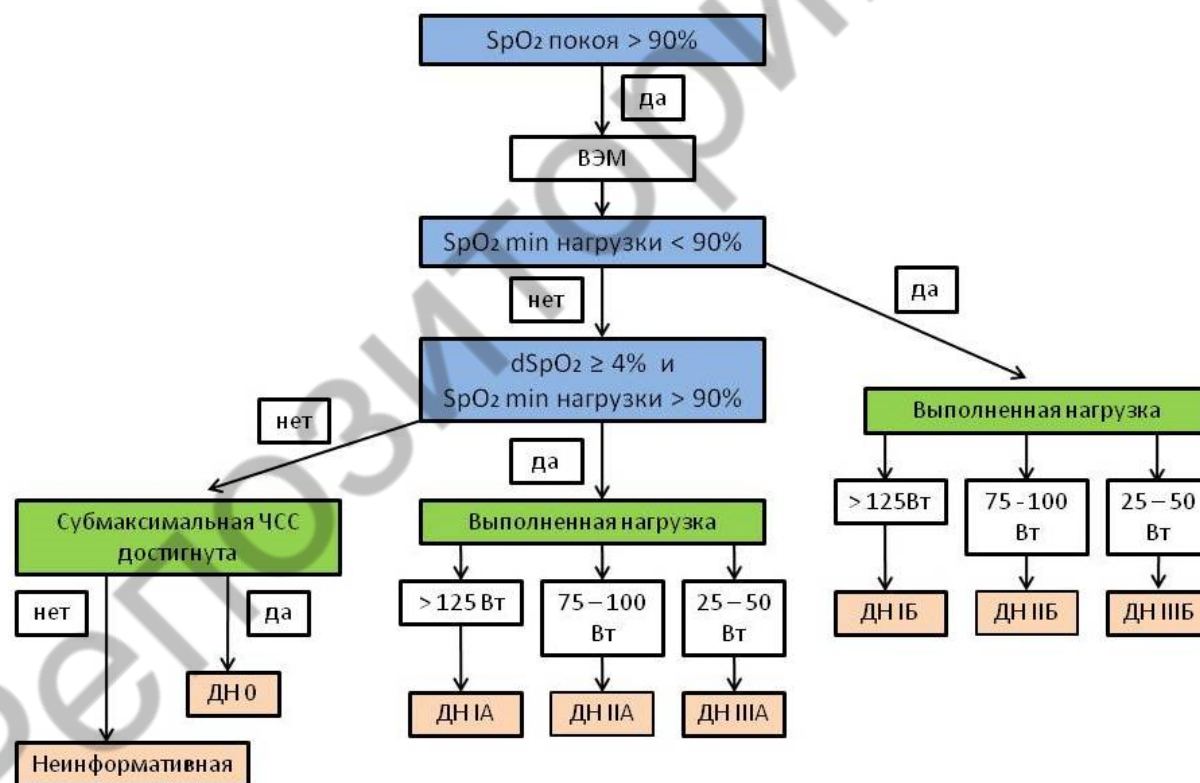 SpO₂ покоя > 90%
да
ВЭМ
SpO₂ min нагрузки < 90%
нет
да
dSpO₂ ≥ 4% и
SpO₂ min нагрузки > 90%
нет
да
Выполненная нагрузка
> 125Вт
75 - 100
Вт
25 – 50
Вт
ДН IБ
ДН IIБ
ДН IIIБ
Субмаксимальная ЧСС
достигнута
нет
да
ДН 0
Неинформативная
Выполненная нагрузка
> 125 Вт
75 – 100
Вт
25 – 50
Вт
ДН IА
ДН IIА
ДН IIIА
Репозитори